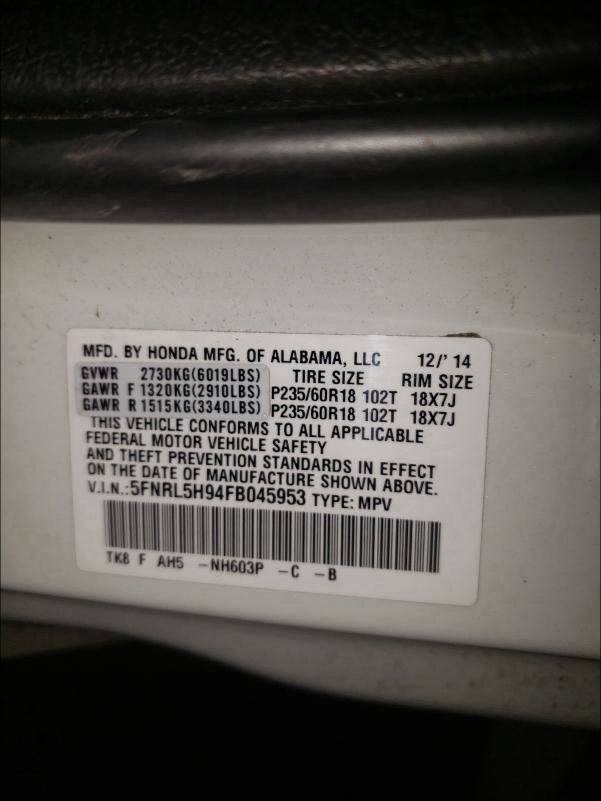 MFD. BY HONDA MFG. OF ALABAMA, LLC 12/' 14
GVWR 2730KG(6019LBS) TIRE SIZE RIM SIZE
GAWR F 1320KG(2910LBS) P235/60R18 102T 18X7J
GAWR R 1515KG(3340LBS) P235/60R18 102T 18X7J
THIS VEHICLE CONFORMS TO ALL APPLICABLE
FEDERAL MOTOR VEHICLE SAFETY
AND THEFT PREVENTION STANDARDS IN EFFECT
ON THE DATE OF MANUFACTURE SHOWN ABOVE.
V.I.N.:5FNRL5H94FB045953 TYPE: MPV
TK8 F AH5 -NH603P -C -B